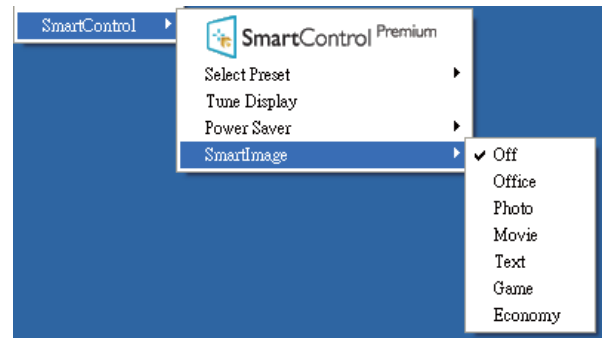 SmartControl
SmartControl Premium
Select Preset
Tune Display
Power Saver
SmartImage
Off
Office
Photo
Movie
Text
Game
Economy